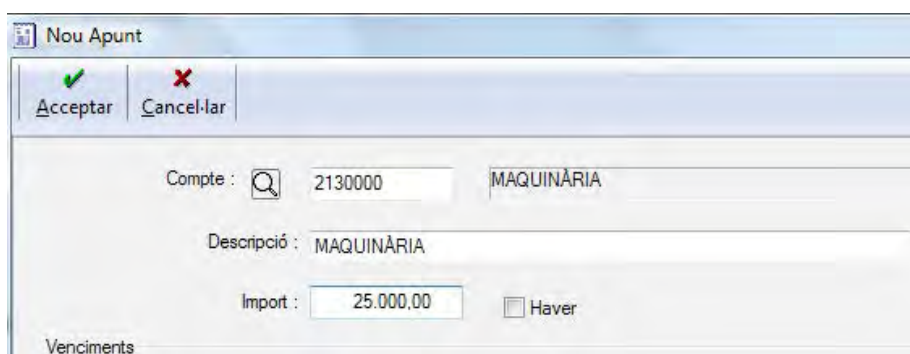 Nou Apunt
Acceptar Cancel·lar
Compte : 2130000 MAQUINÀRIA
Descripció : MAQUINÀRIA
Import : 25.000,00 Haver
Venciments